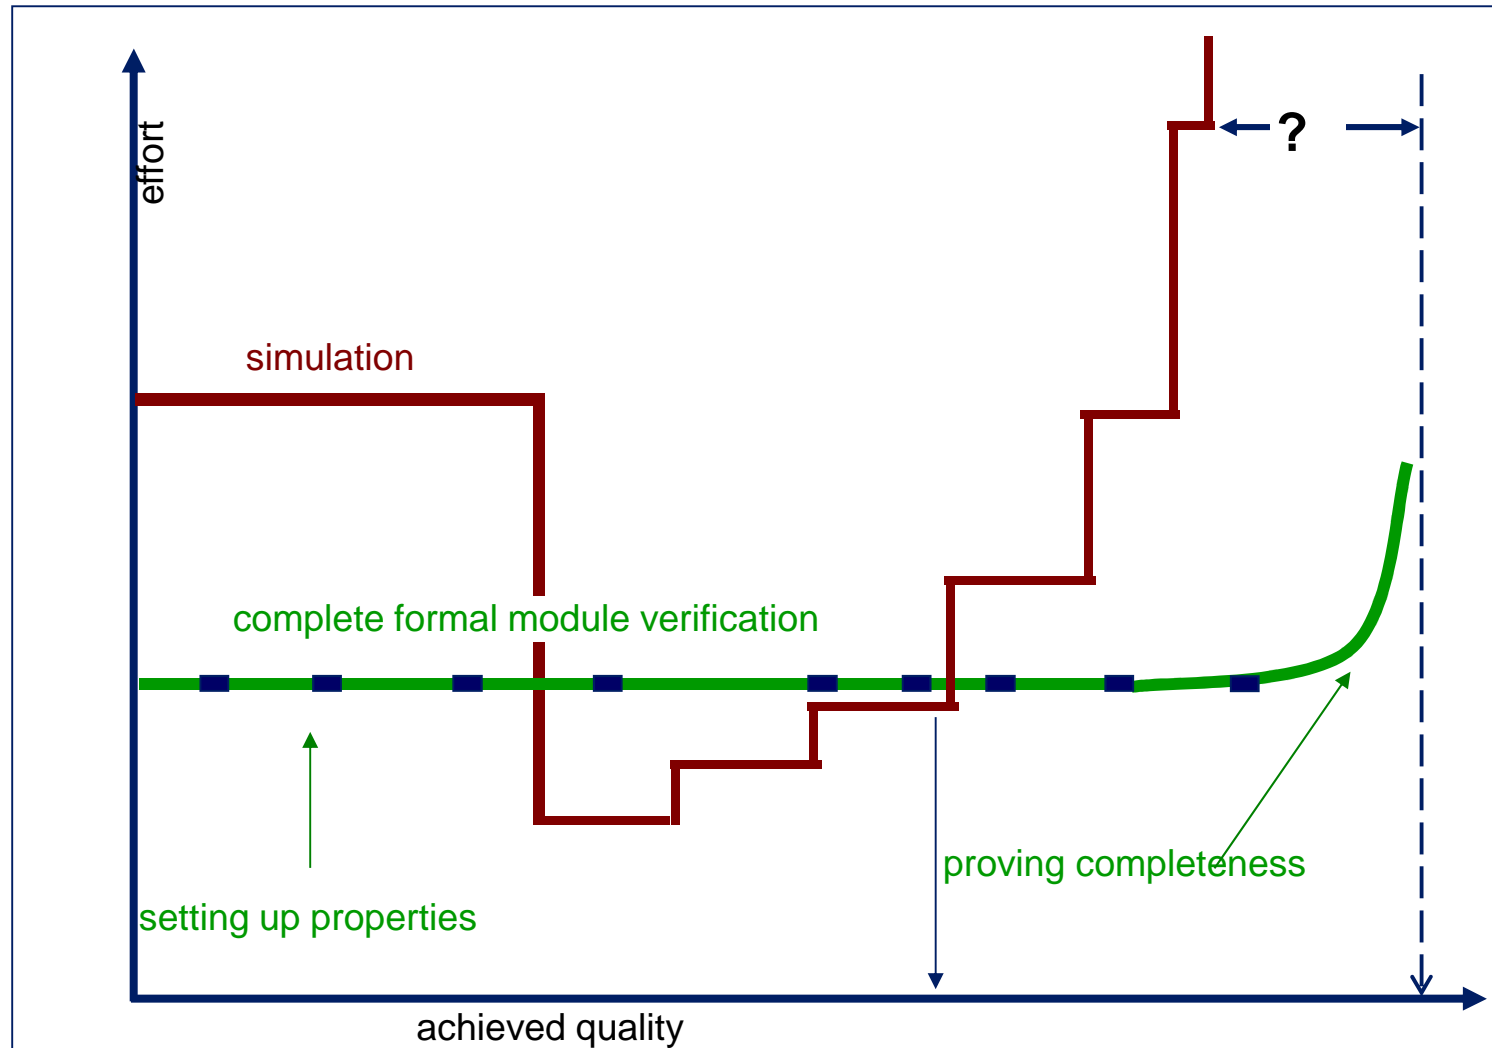 effort
?
simulation
complete formal module verification
proving completeness
setting up properties
achieved quality